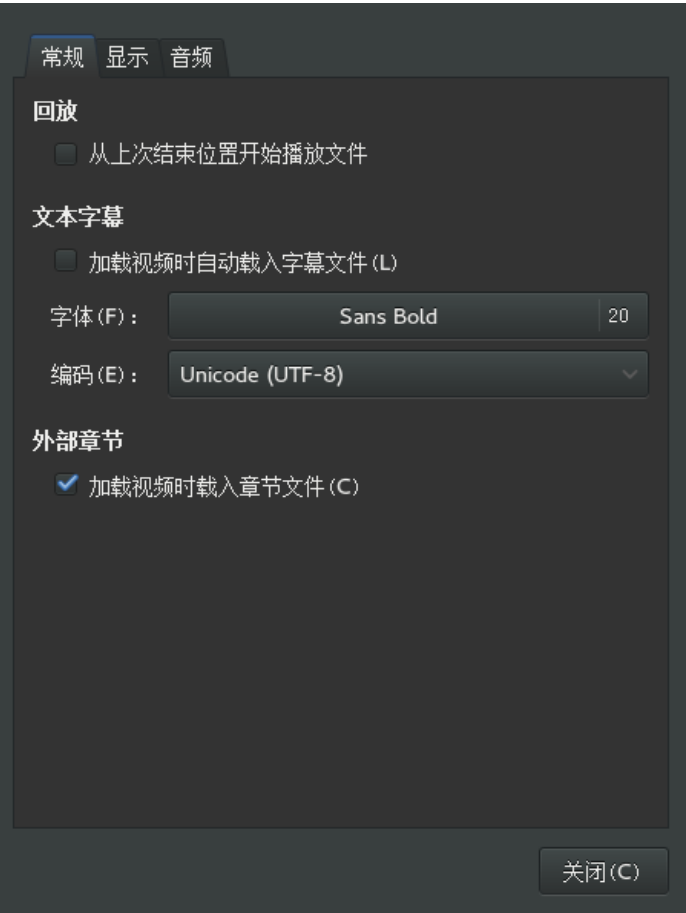 常规 显示 音频
回放
从上次结束位置开始播放文件
文本字幕
加载视频时自动载入字幕文件(L)
字体(F)： Sans Bold 20
编码(E)： Unicode (UTF-8)
外部章节
加载视频时载入章节文件(C)
关闭(C)